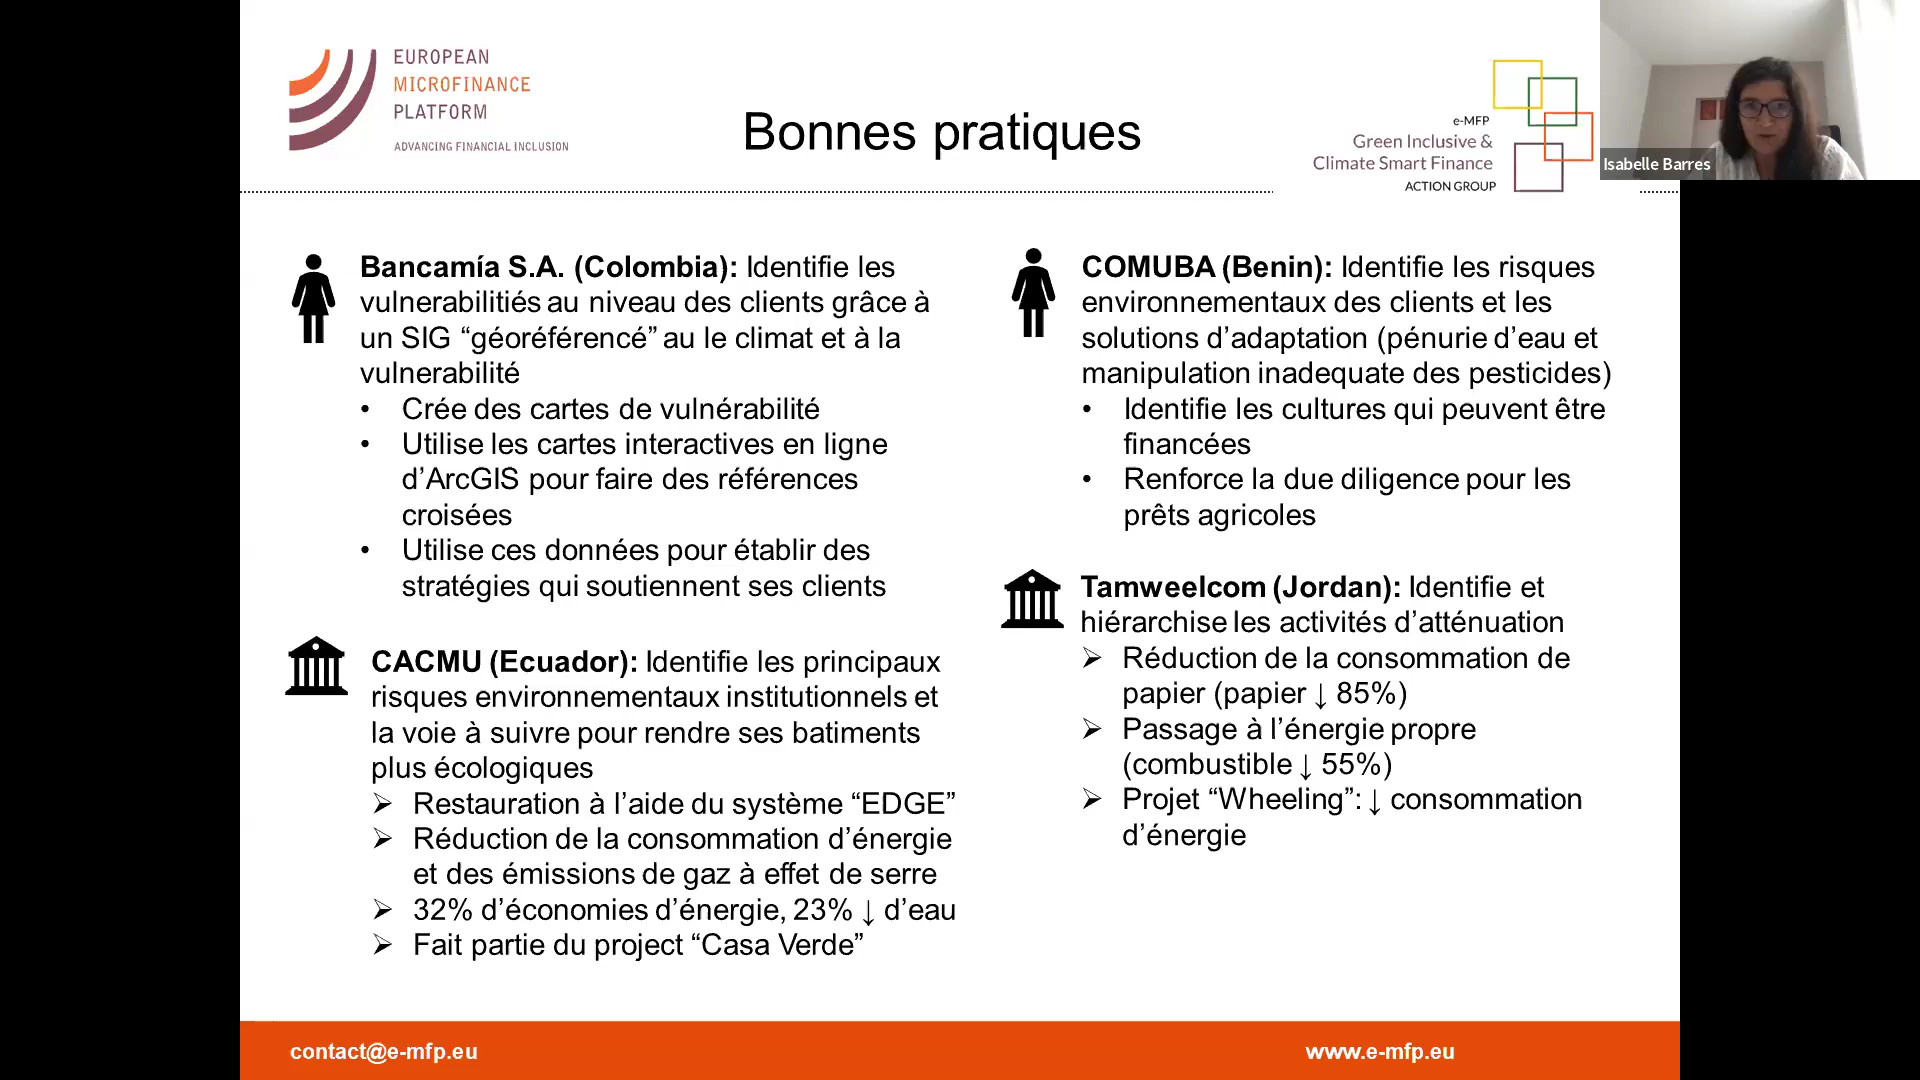 EUROPEAN
MICROFINANCE
PLATFORM
ADVANCING FINANCIAL INCLUSION
Bonnes pratiques
e-MFP
Green Inclusive &
Climate Smart Finance
ACTION GROUP
Isabelle Barres
Bancamía S.A. (Colombia): Identifie les
vulnerabilitiés au niveau des clients grâce à
un SIG “géoréférencé” au le climat et à la
vulnerabilité
• Crée des cartes de vulnérabilité
• Utilise les cartes interactives en ligne
d’ArcGIS pour faire des références
croisées
• Utilise ces données pour établir des
stratégies qui soutiennent ses clients
CACMU (Ecuador): Identifie les principaux
risques environnementaux institutionnels et
la voie à suivre pour rendre ses batiments
plus écologiques
➢ Restauration à l’aide du système “EDGE”
➢ Réduction de la consommation d’énergie
et des émissions de gaz à effet de serre
➢ 32% d’économies d’énergie, 23% ↓ d’eau
➢ Fait partie du project “Casa Verde”
COMUBA (Benin): Identifie les risques
environnementaux des clients et les
solutions d’adaptation (pénurie d’eau et
manipulation inadequate des pesticides)
• Identifie les cultures qui peuvent être
financées
• Renforce la due diligence pour les
prêts agricoles
Tamweelcom (Jordan): Identifie et
hiérarchise les activités d’atténuation
➢ Réduction de la consommation de
papier (papier ↓ 85%)
➢ Passage à l’énergie propre
(combustible ↓ 55%)
➢ Projet “Wheeling”: ↓ consommation
d’énergie
contact@e-mfp.eu
www.e-mfp.eu